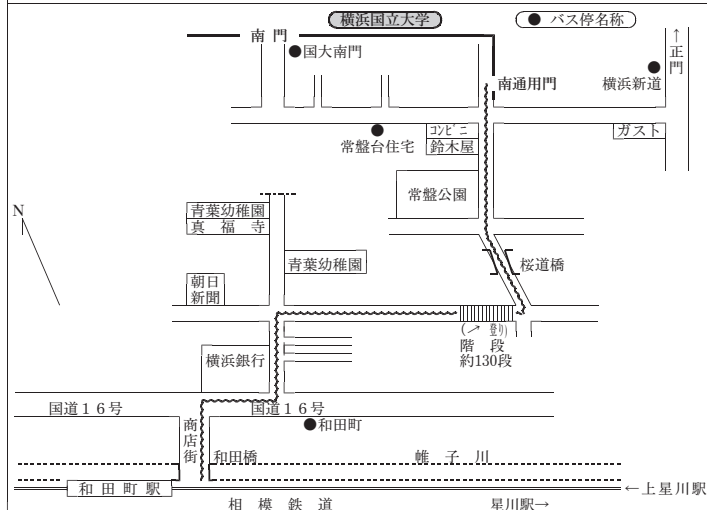 横浜国立大学
● バス停名称
南 門
●国大南門
↑正門
横浜新道
南通用門
常盤台住宅
コンビニ
鈴木屋
ガスト
常盤公園
N
青葉幼稚園
真 福 寺
青葉幼稚園
桜道橋
朝日
新聞
(↗ 登り)
階 段
約130段
横浜銀行
国道16号
国道16号
商店街
●和田町
和田橋
帷 子 川
和 田 町 駅
←上星川駅
相 模 鉄 道
星川駅→